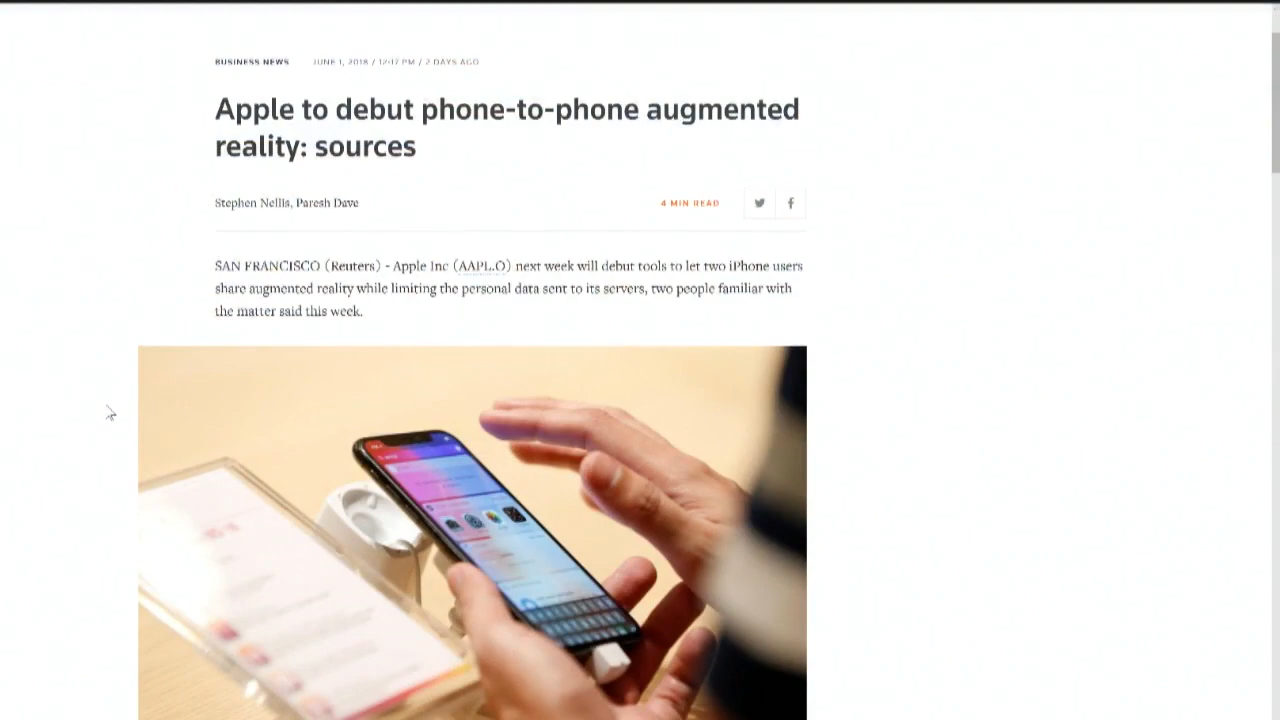 BUSINESS NEWS JUNE 1, 2018 / 12:17 PM / 2 DAYS AGO
Apple to debut phone-to-phone augmented
reality: sources
Stephen Nellis, Paresh Dave
4 MIN READ
SAN FRANCISCO (Reuters) - Apple Inc (AAPL.O) next week will debut tools to let two iPhone users
share augmented reality while limiting the personal data sent to its servers, two people familiar with
the matter said this week.